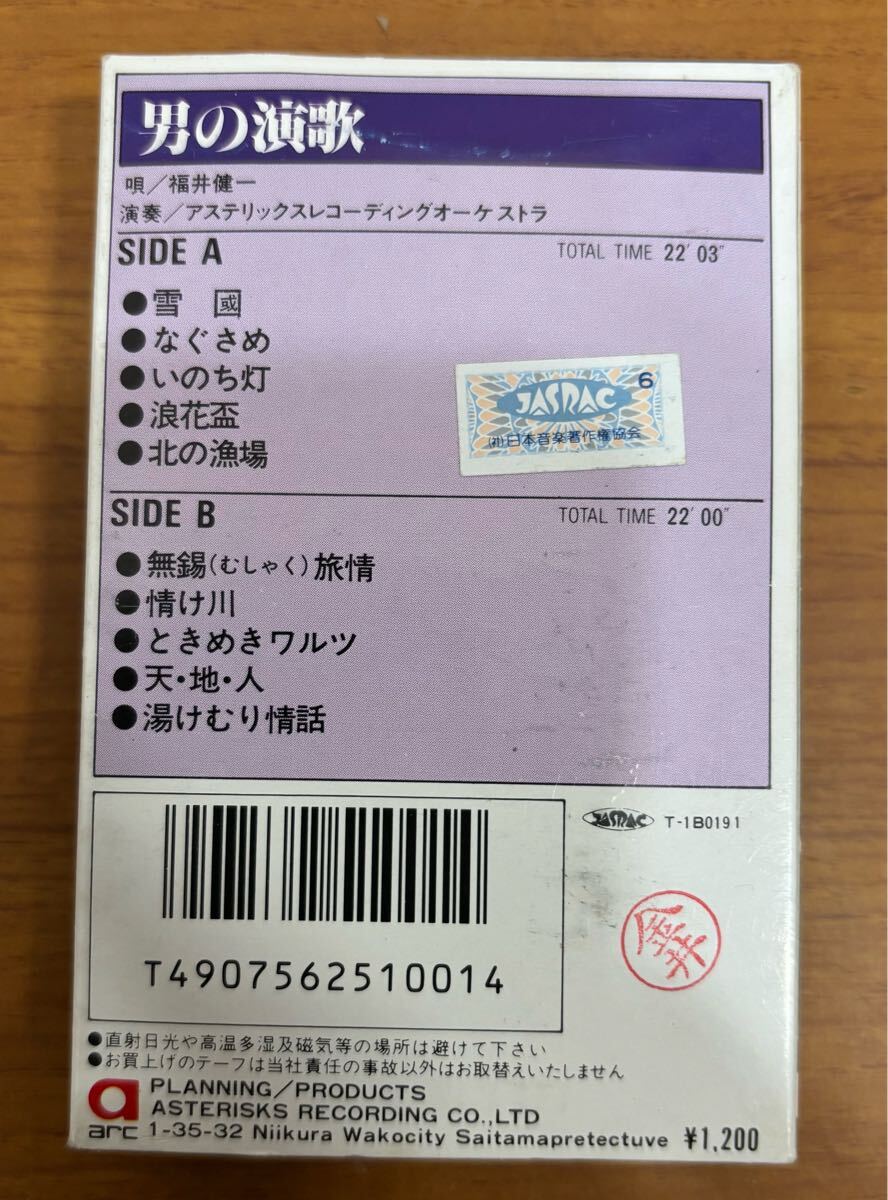 男の演歌
唄／福井健一
演奏／アステリックスレコーディングオーケストラ
SIDE A TOTAL TIME 22′03″
●雪　國
●なぐさめ
●いのち灯
●浪花盃
●北の漁場
6
JASRAC
(社)日本音楽著作権協会
SIDE B TOTAL TIME 22′00″
●無錫(むしゃく)旅情
●情け川
●ときめきワルツ
●天・地・人
●湯けむり情話
JASRAC T-1B0191
T4907562510014
●直射日光や高温多湿及磁気等の場所は避けて下さい
●お買上げのテープは当社責任の事故以外はお取替えいたしません
a PLANNING/PRODUCTS
ASTERISKS RECORDING CO.,LTD
arc 1-35-32 Niikura Wakocity Saitamapretectuve ¥1,200